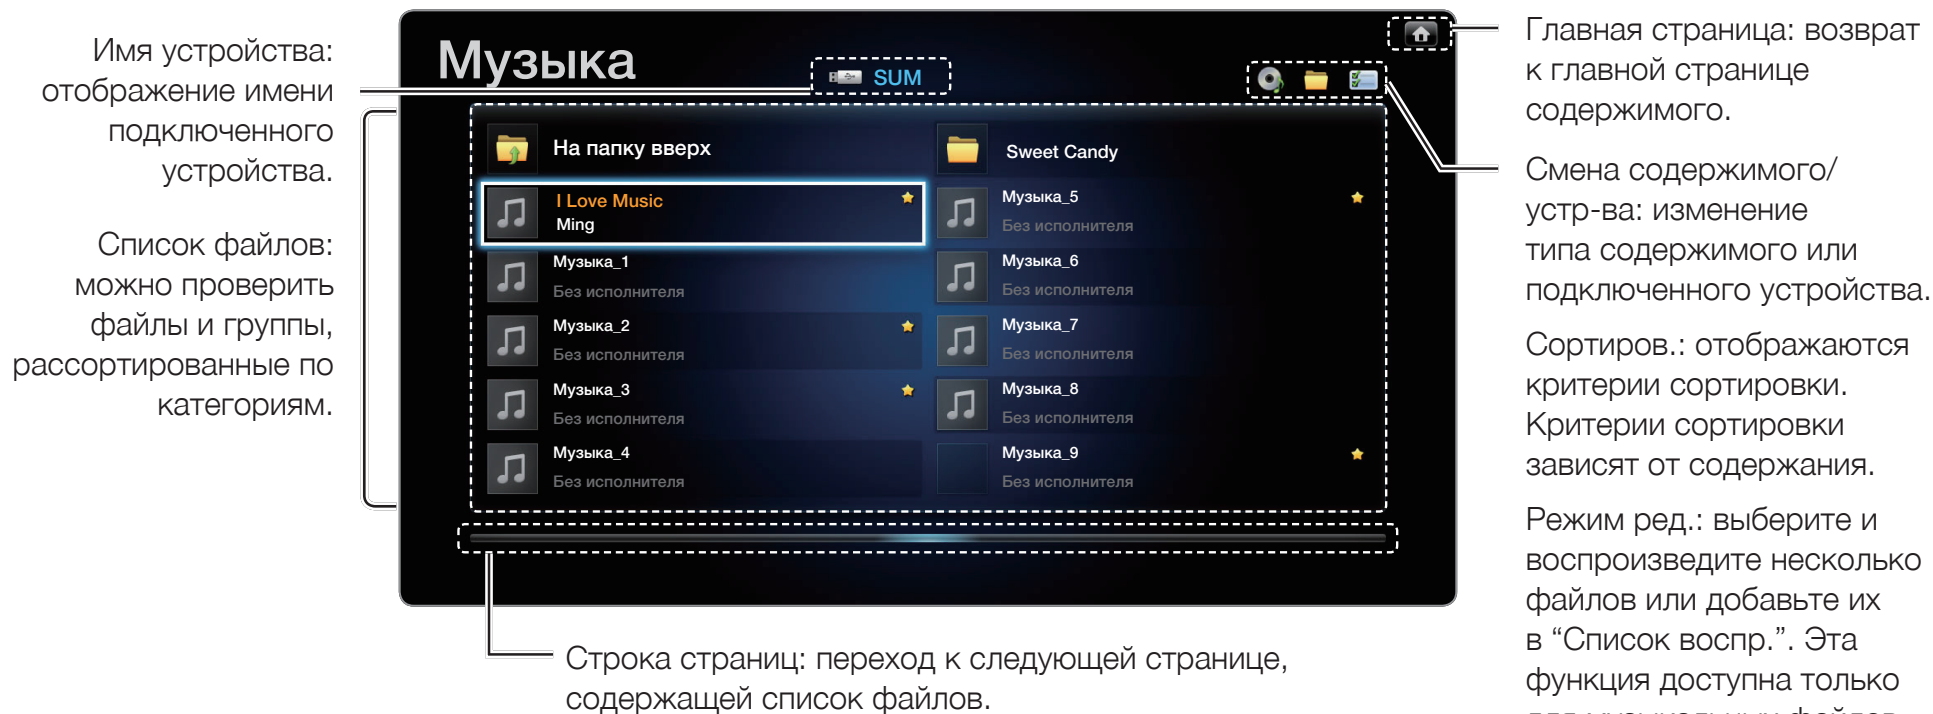 Имя устройства:
отображение имени
подключенного
устройства.
Список файлов:
можно проверить
файлы и группы,
рассортированные по
категориям.
Музыка
SUM
На папку вверх
Sweet Candy
I Love Music
Ming
Музыка_5
Без исполнителя
Музыка_1
Без исполнителя
Музыка_6
Без исполнителя
Музыка_2
Без исполнителя
Музыка_7
Без исполнителя
Музыка_3
Без исполнителя
Музыка_8
Без исполнителя
Музыка_4
Без исполнителя
Музыка_9
Без исполнителя
Строка страниц: переход к следующей странице,
содержащей список файлов.
Главная страница: возврат
к главной странице
содержимого.
Смена содержимого/
устр-ва: изменение
типа содержимого или
подключенного устройства.
Сортиров.: отображаются
критерии сортировки.
Критерии сортировки
зависят от содержания.
Режим ред.: выберите и
воспроизведите несколько
файлов или добавьте их
в “Список воспр.”. Эта
функция доступна только